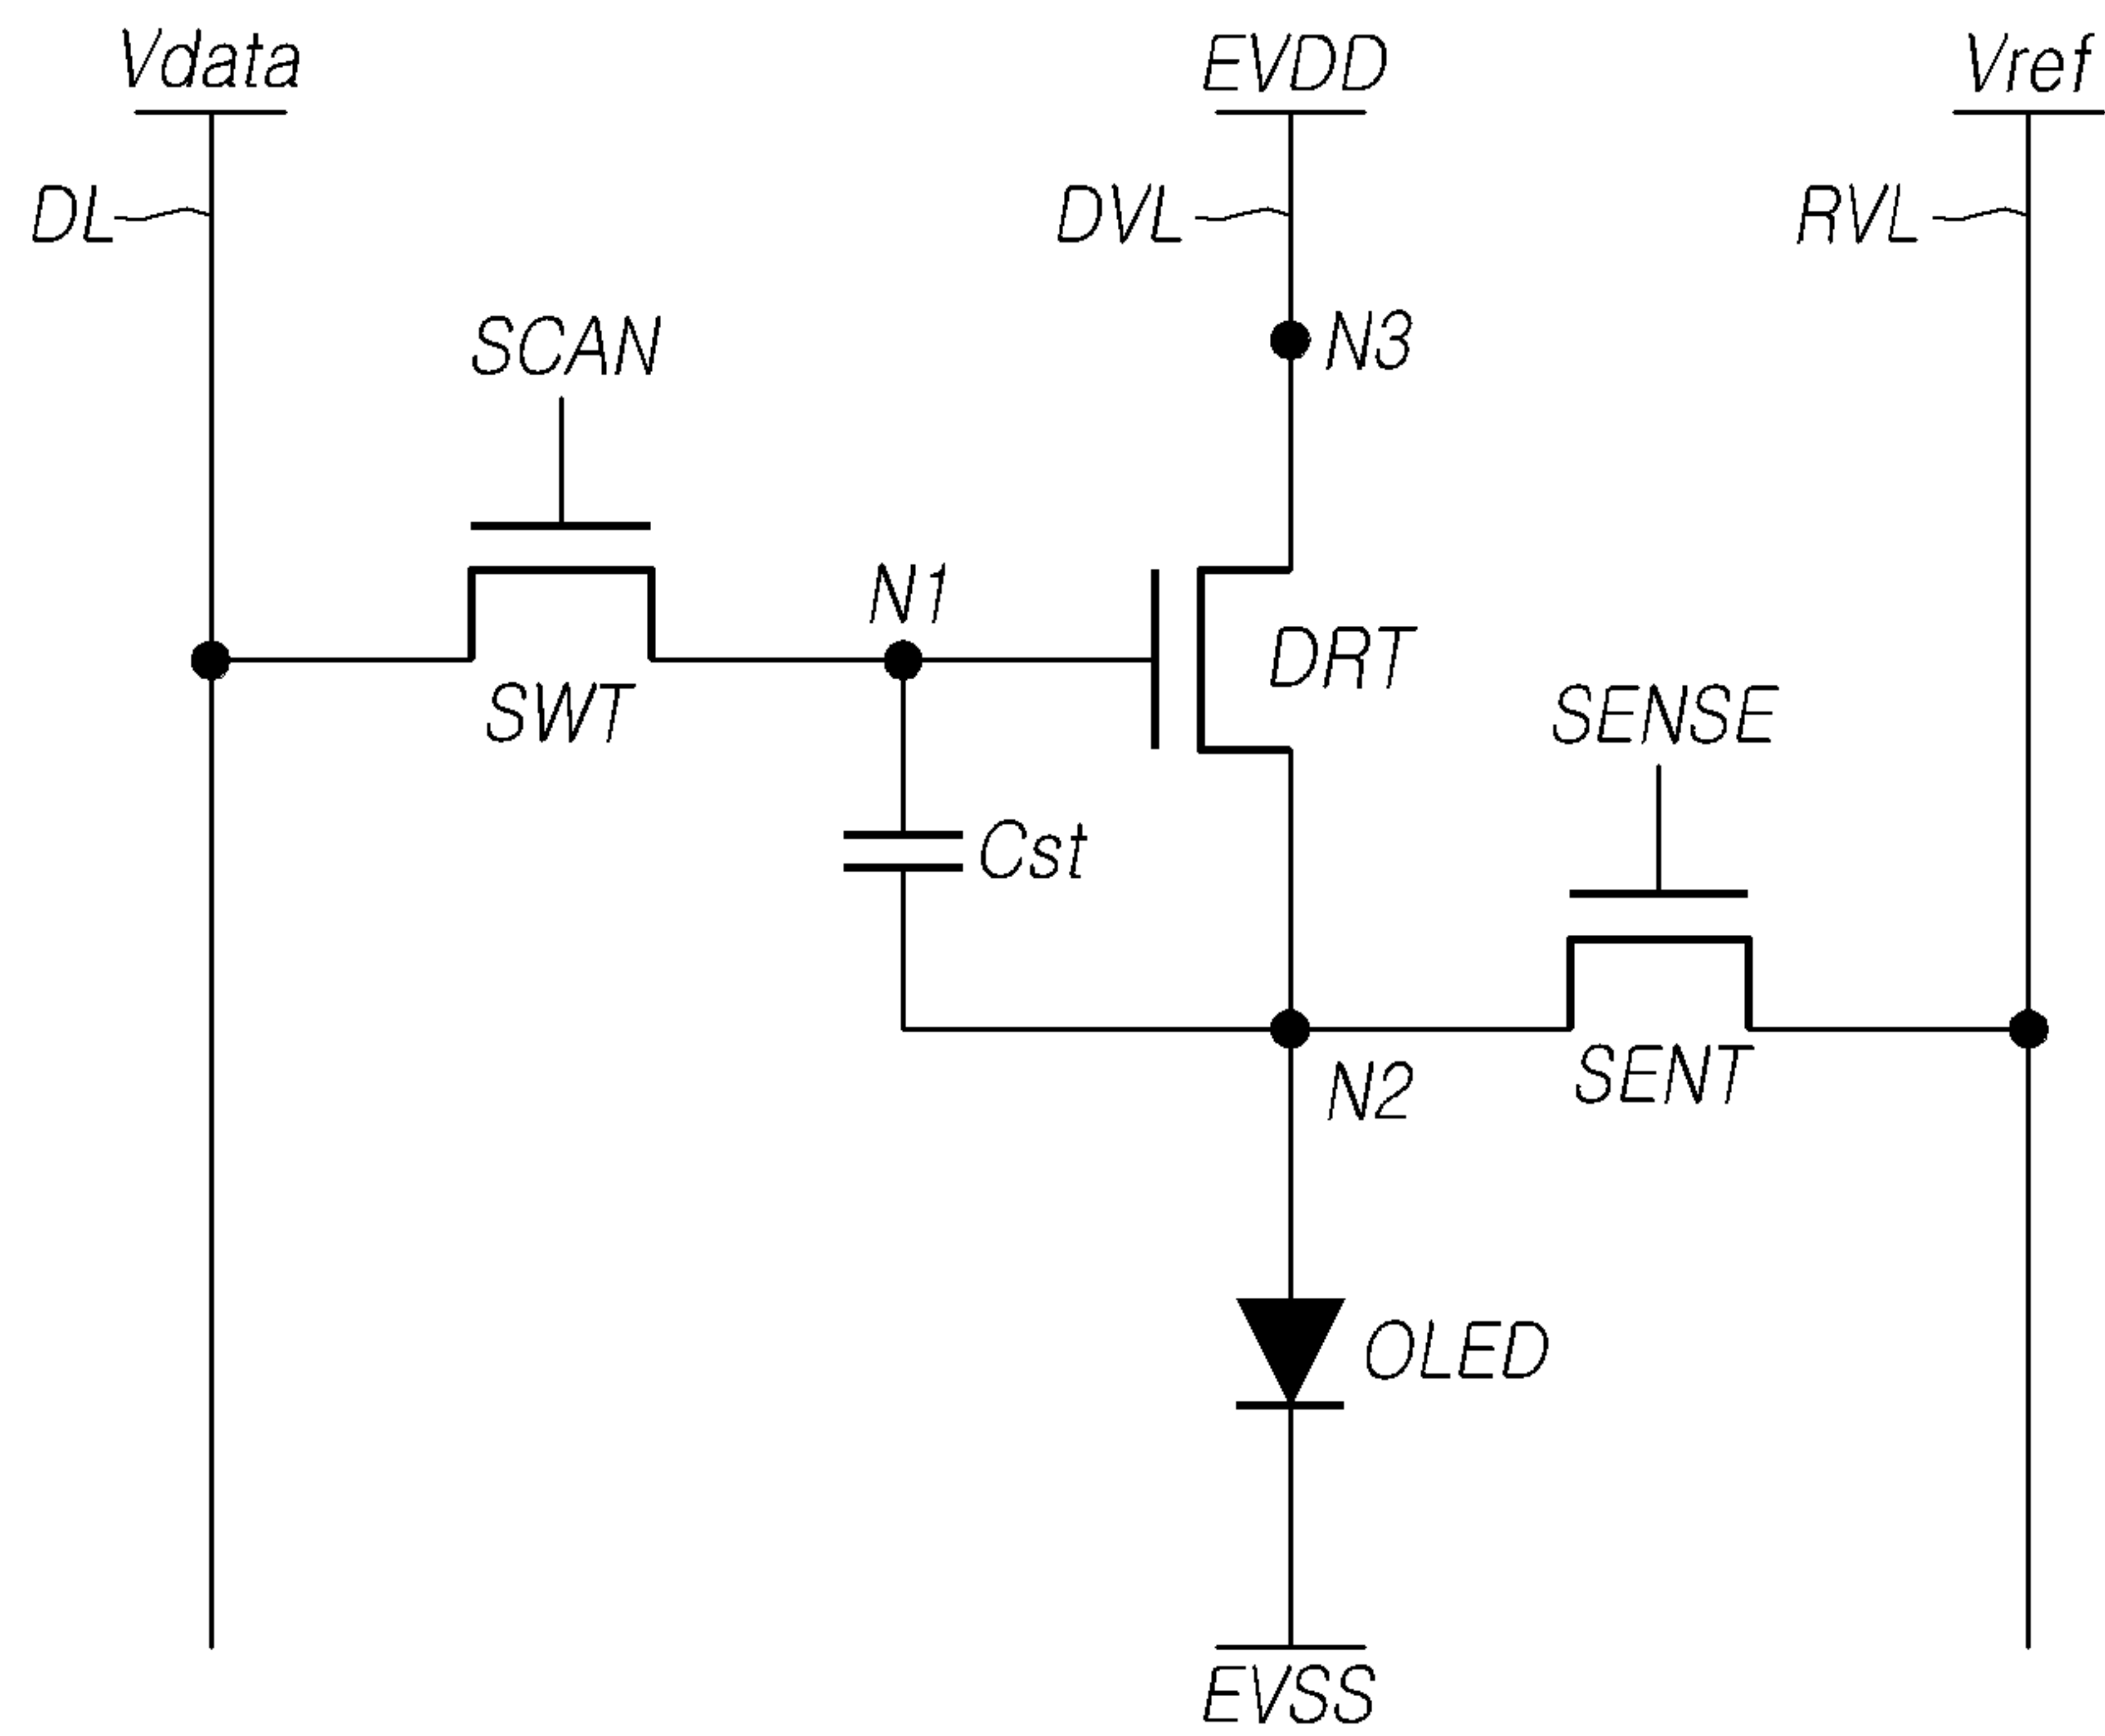 Vdata
EVDD
Vref
DL
DVL
RVL
SCAN
N3
N1
DRT
SWT
SENSE
Cst
N2
SENT
OLED
EVSS